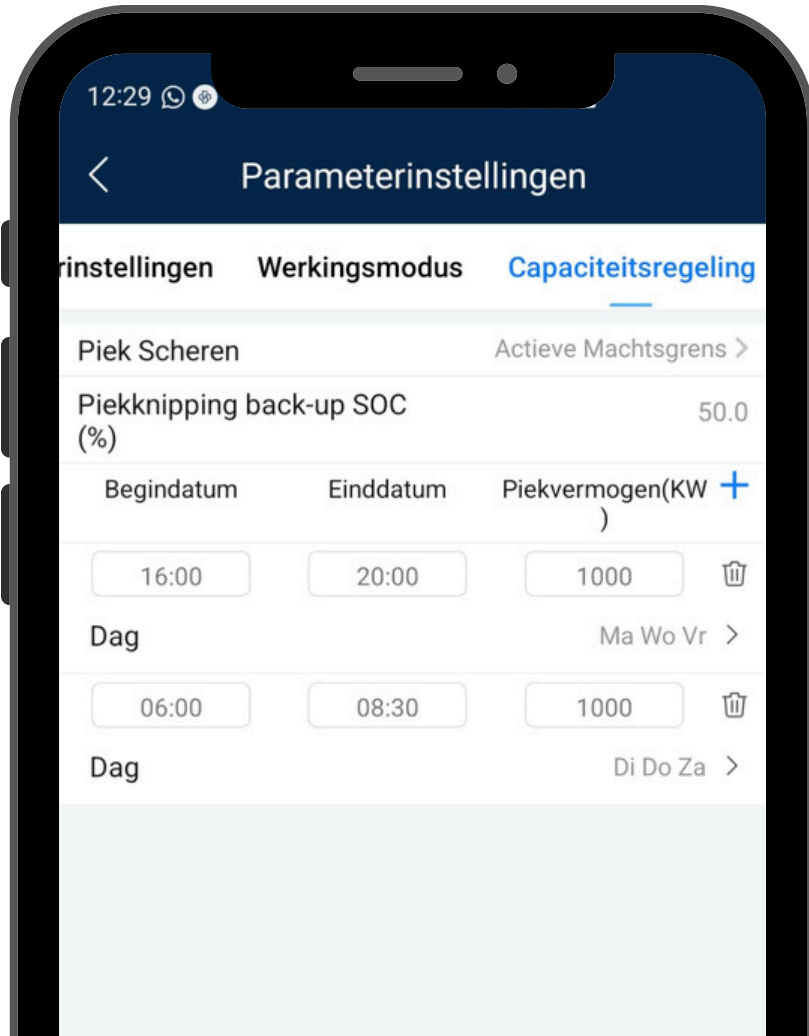 12:29
Parameterinstellingen
rinstellingen Werkingsmodus Capaciteitsregeling
Piek Scheren Actieve Machtsgrens
Piekknipping back-up SOC 50.0
(%)
Begindatum Einddatum Piekvermogen(KW
)
16:00 20:00 1000
Dag Ma Wo Vr
06:00 08:30 1000
Dag Di Do Za